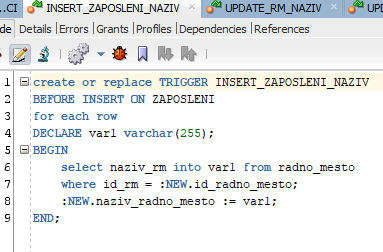 ..CI INSERT_ZAPOSLENI_NAZIV UPDATE_RM_NAZIV
de Details Errors Grants Profiles Dependencies References
1 create or replace TRIGGER INSERT_ZAPOSLENI_NAZIV
2 BEFORE INSERT ON ZAPOSLENI
3 for each row
4 DECLARE var1 varchar(255);
5 BEGIN
6 select naziv_rm into var1 from radno_mesto
7 where id_rm = :NEW.id_radno_mesto;
8 :NEW.naziv_radno_mesto := var1;
9 END;